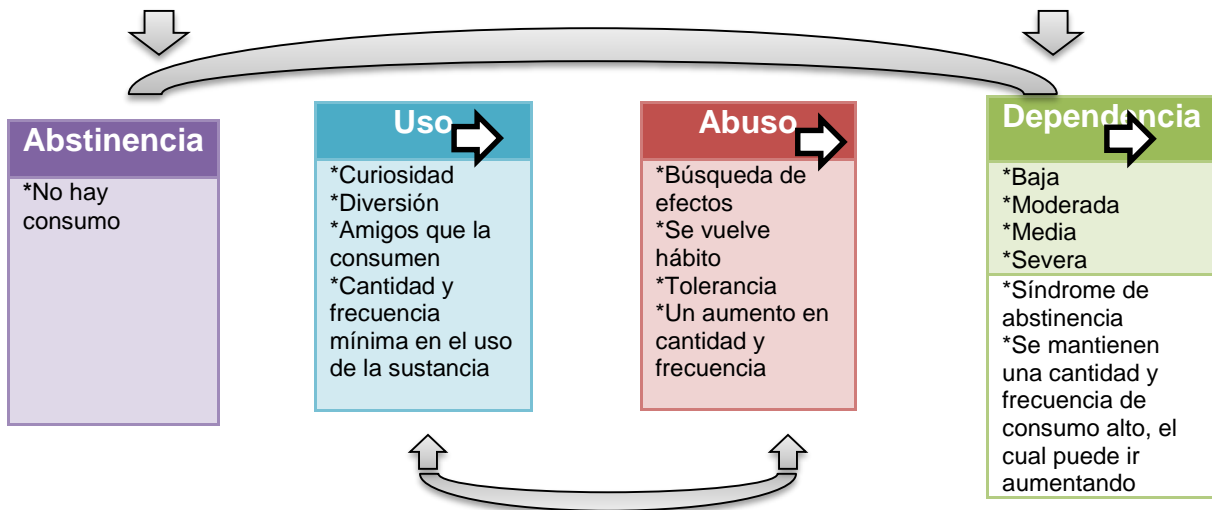 Abstinencia
*No hay
consumo
Uso
*Curiosidad
*Diversión
*Amigos que la
consumen
*Cantidad y
frecuencia
mínima en el uso
de la sustancia
Abuso
*Búsqueda de
efectos
*Se vuelve
hábito
*Tolerancia
*Un aumento en
cantidad y
frecuencia
Dependencia
*Baja
*Moderada
*Media
*Severa
*Síndrome de
abstinencia
*Se mantienen
una cantidad y
frecuencia de
consumo alto, el
cual puede ir
aumentando